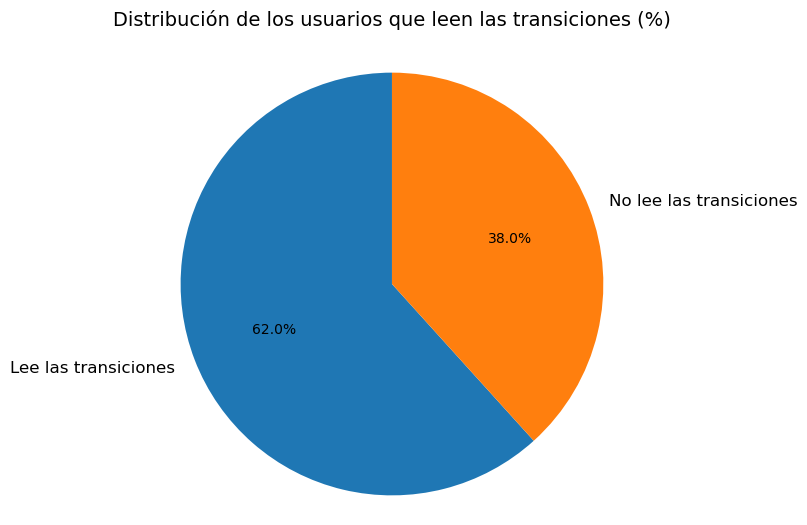 Distribución de los usuarios que leen las transiciones (%)
No lee las transiciones
38.0%
62.0%
Lee las transiciones